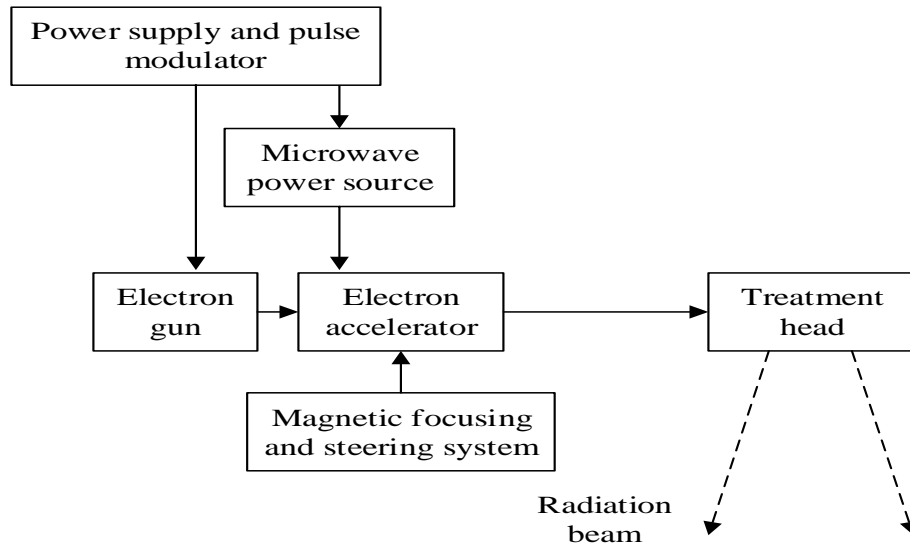 Power supply and pulse
modulator
Microwave
power source
Electron
gun
Electron
accelerator
Treatment
head
Magnetic focusing
and steering system
Radiation
beam